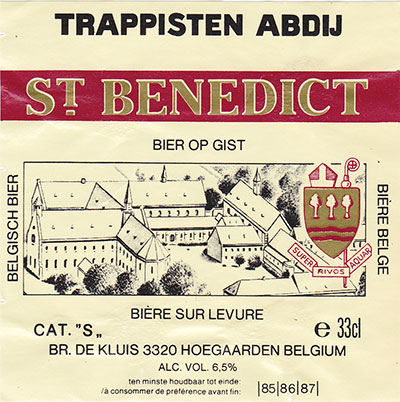 TRAPPISTEN ABDIJ
ST BENEDICT
BIER OP GIST
BELGISCH BIER
BIÈRE BELGE
SUPER RIVOS AQUAR
BIÈRE SUR LEVURE
CAT. "S„
e 33cl
BR. DE KLUIS 3320 HOEGAARDEN BELGIUM
ALC. VOL. 6,5%
ten minste houdbaar tot einde:
/à consommer de préférence avant fin:
|85|86|87|